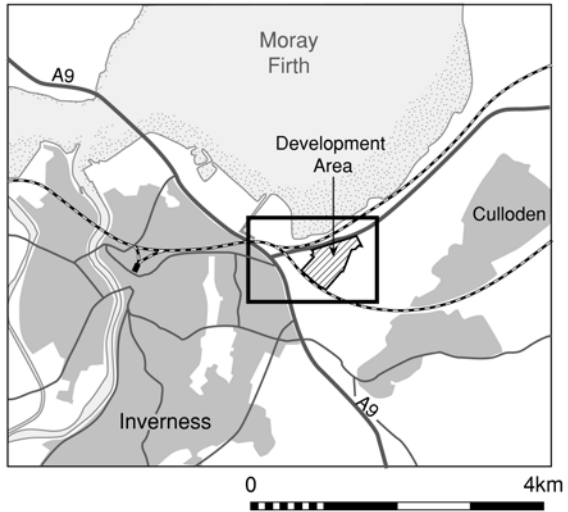 Moray
Firth
A9
Development
Area
Culloden
A9
Inverness
0 4km